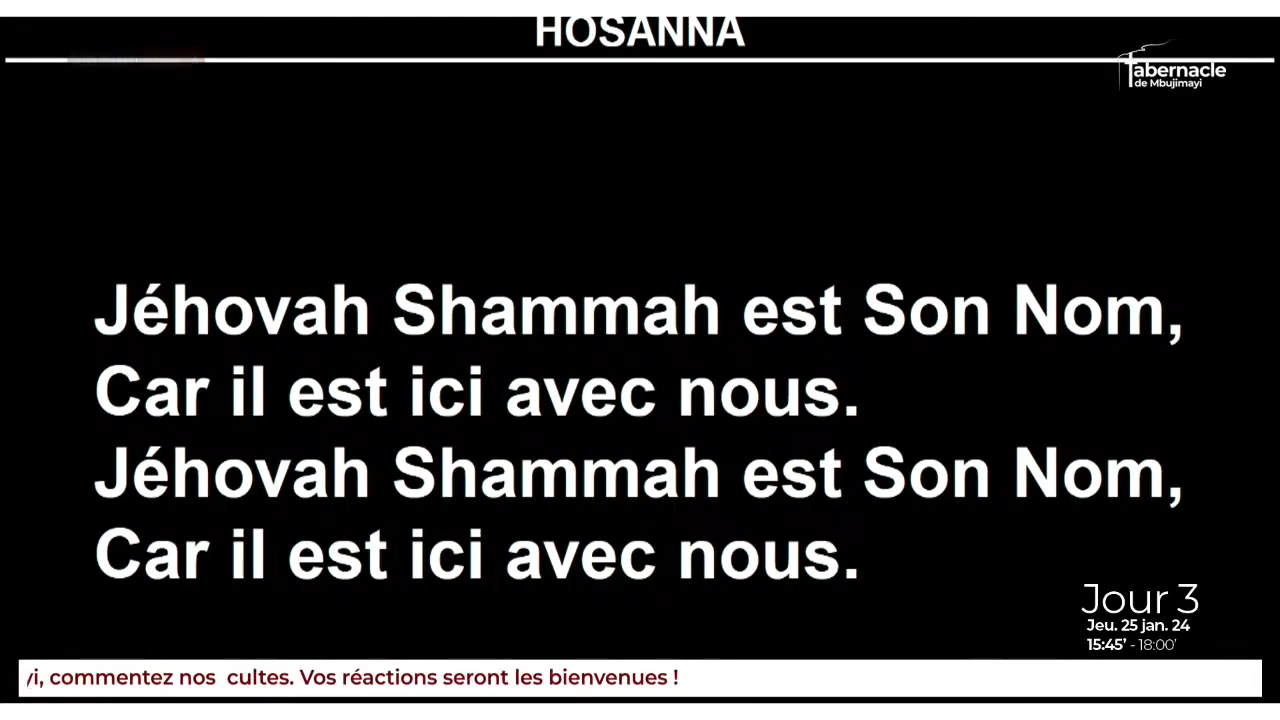 HOSANNA
Tabernacle
de Mbujimayi
Jéhovah Shammah est Son Nom,
Car il est ici avec nous.
Jéhovah Shammah est Son Nom,
Car il est ici avec nous.
Jour 3
Jeu. 25 jan. 24
15:45’ - 18:00’
commentez nos cultes. Vos réactions seront les bienvenues !